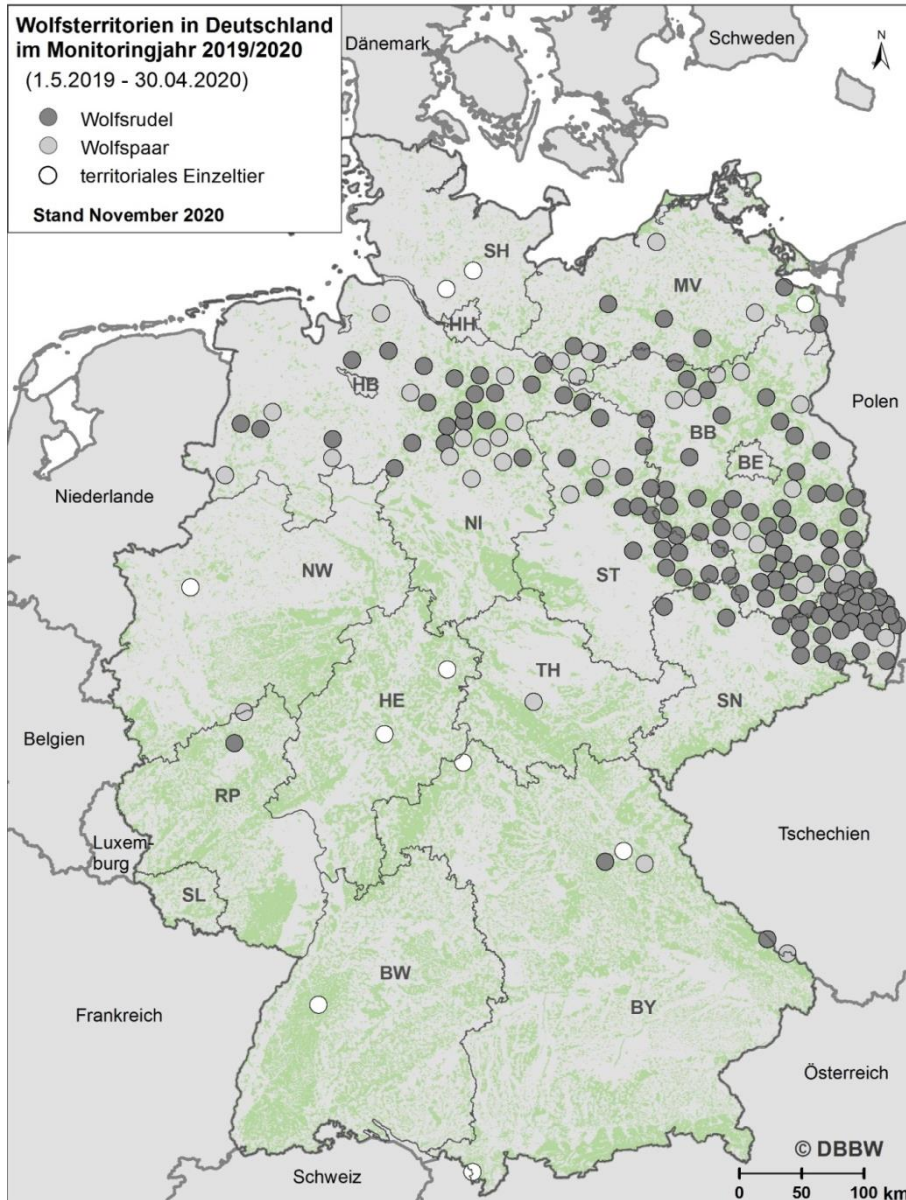 Wolfsterritorien in Deutschland
im Monitoringjahr 2019/2020
(1.5.2019 - 30.04.2020)
Wolfsrudel
Wolfspaar
territoriales Einzeltier
Stand November 2020
Dänemark
Schweden
N
SH
MV
HH
HB
Polen
BB
BE
Niederlande
NI
NW
ST
TH
HE
SN
Belgien
RP
Luxem-
burg
Tschechien
SL
BW
Frankreich
BY
Österreich
© DBBW
Schweiz
0 50 100 km